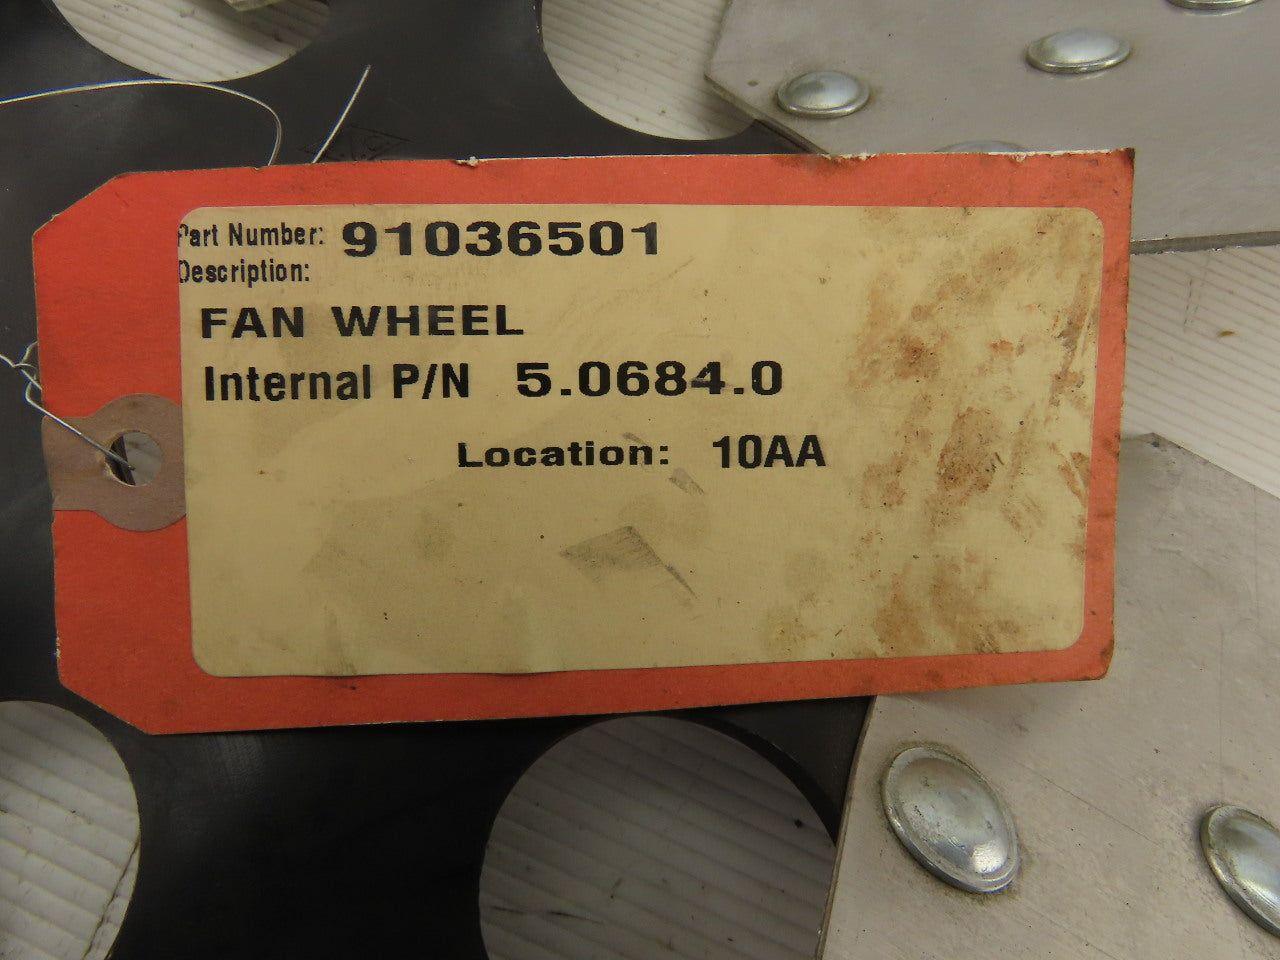 Part Number: 91036501
Description:
FAN WHEEL
Internal P/N 5.0684.0
Location: 10AA